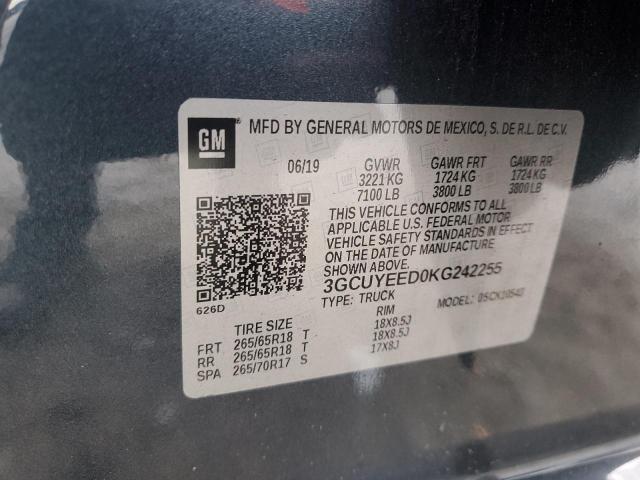 GM
MFD BY GENERAL MOTORS DE MEXICO, S. DE R.L. DE C.V.
06/19 GVWR GAWR FRT GAWR RR
3221 KG 1724 KG 1724 KG
7100 LB 3800 LB 3800 LB
THIS VEHICLE CONFORMS TO ALL
APPLICABLE U.S. FEDERAL MOTOR
VEHICLE SAFETY STANDARDS IN EFFECT
ON THE DATE OF MANUFACTURE
SHOWN ABOVE.
3GCUYEED0KG242255
626D
TYPE: TRUCK MODEL:
TIRE SIZE RIM
FRT 265/65R18 T 18X8.5J
RR 265/65R18 T 18X8.5J
SPA 265/70R17 S 17X8J